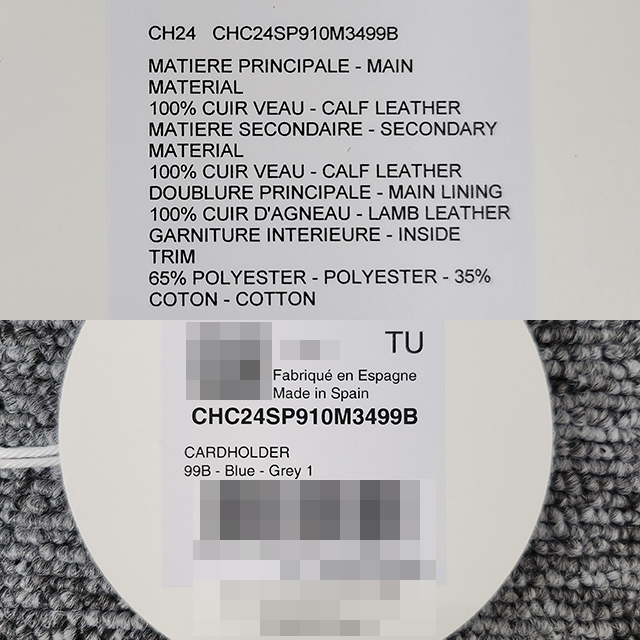 CH24 CHC24SP910M3499B
MATIERE PRINCIPALE - MAIN
MATERIAL
100% CUIR VEAU - CALF LEATHER
MATIERE SECONDAIRE - SECONDARY
MATERIAL
100% CUIR VEAU - CALF LEATHER
DOUBLURE PRINCIPALE - MAIN LINING
100% CUIR D'AGNEAU - LAMB LEATHER
GARNITURE INTERIEURE - INSIDE
TRIM
65% POLYESTER - POLYESTER - 35%
COTON - COTTON
TU
Fabriqué en Espagne
Made in Spain
CHC24SP910M3499B
CARDHOLDER
99B - Blue - Grey 1